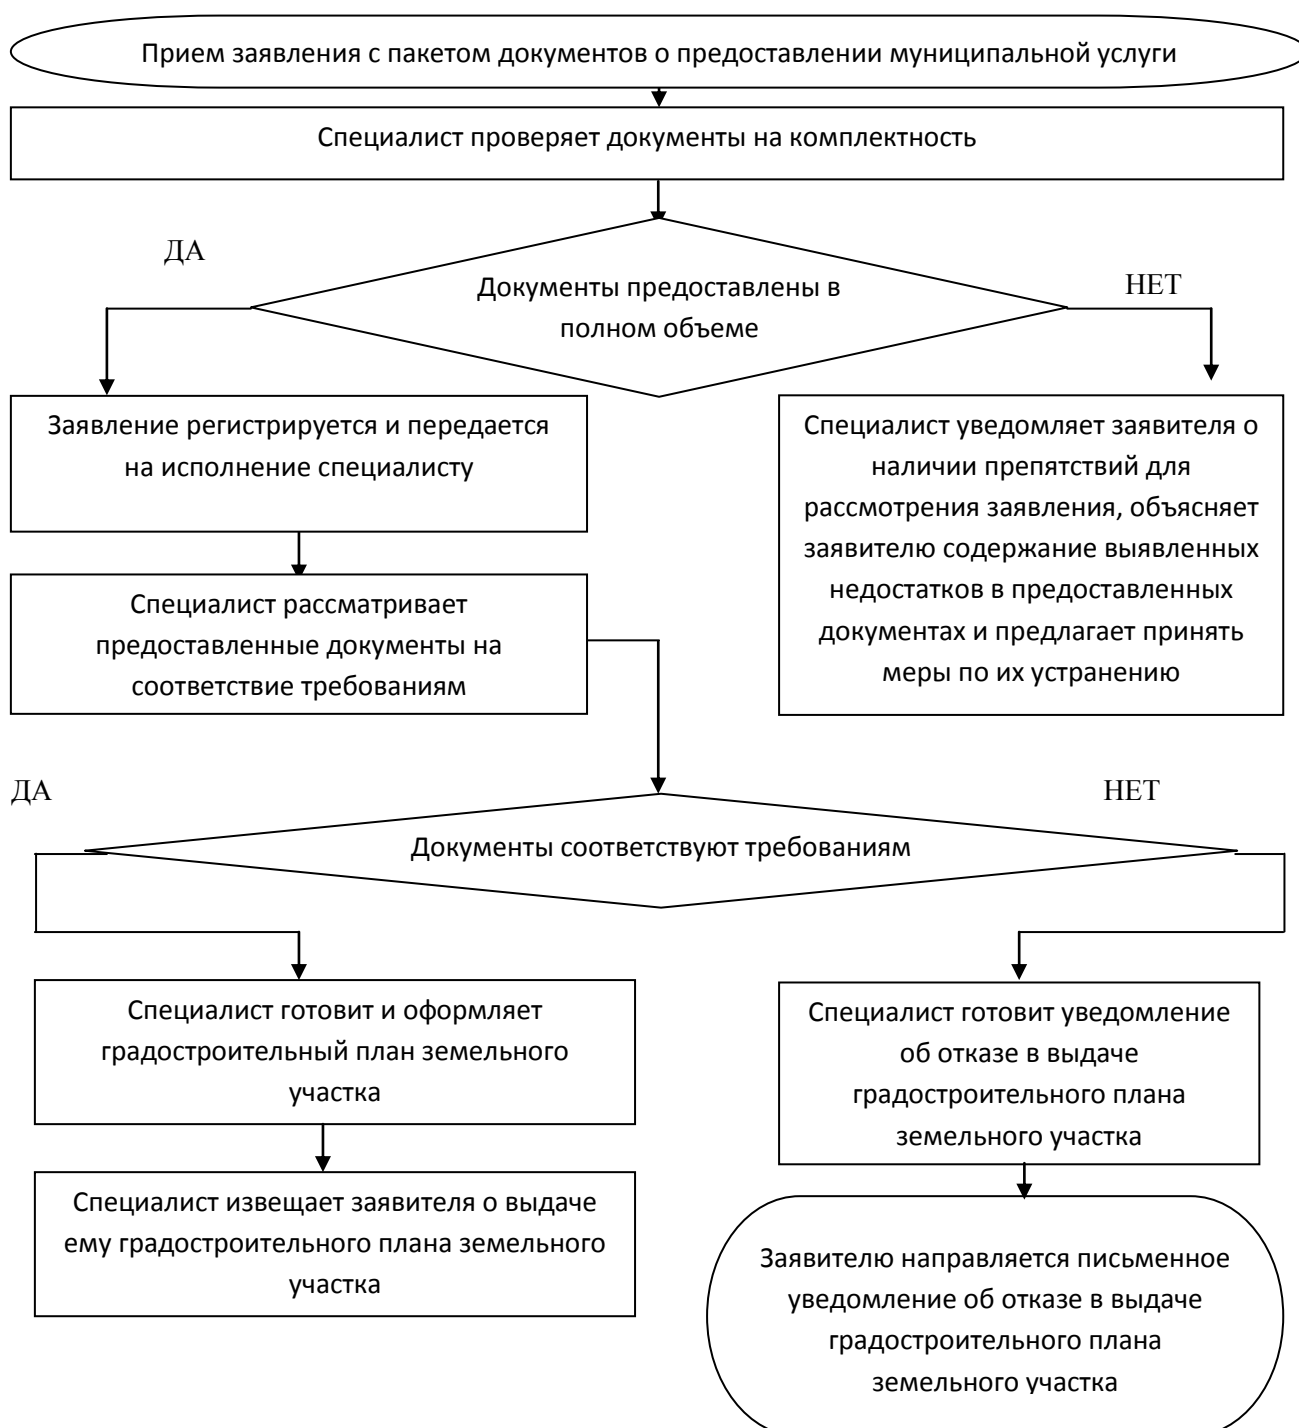 Прием заявления с пакетом документов о предоставлении муниципальной услуги
Специалист проверяет документы на комплектность
ДА
Документы предоставлены в
полном объеме
НЕТ
Заявление регистрируется и передается
на исполнение специалисту
Специалист уведомляет заявителя о
наличии препятствий для
рассмотрения заявления, объясняет
заявителю содержание выявленных
недостатков в предоставленных
документах и предлагает принять
меры по их устранению
Специалист рассматривает
предоставленные документы на
соответствие требованиям
ДА
НЕТ
Документы соответствуют требованиям
Специалист готовит и оформляет
градостроительный план земельного
участка
Специалист готовит уведомление
об отказе в выдаче
градостроительного плана
земельного участка
Специалист извещает заявителя о выдаче
ему градостроительного плана земельного
участка
Заявителю направляется письменное
уведомление об отказе в выдаче
градостроительного плана
земельного участка